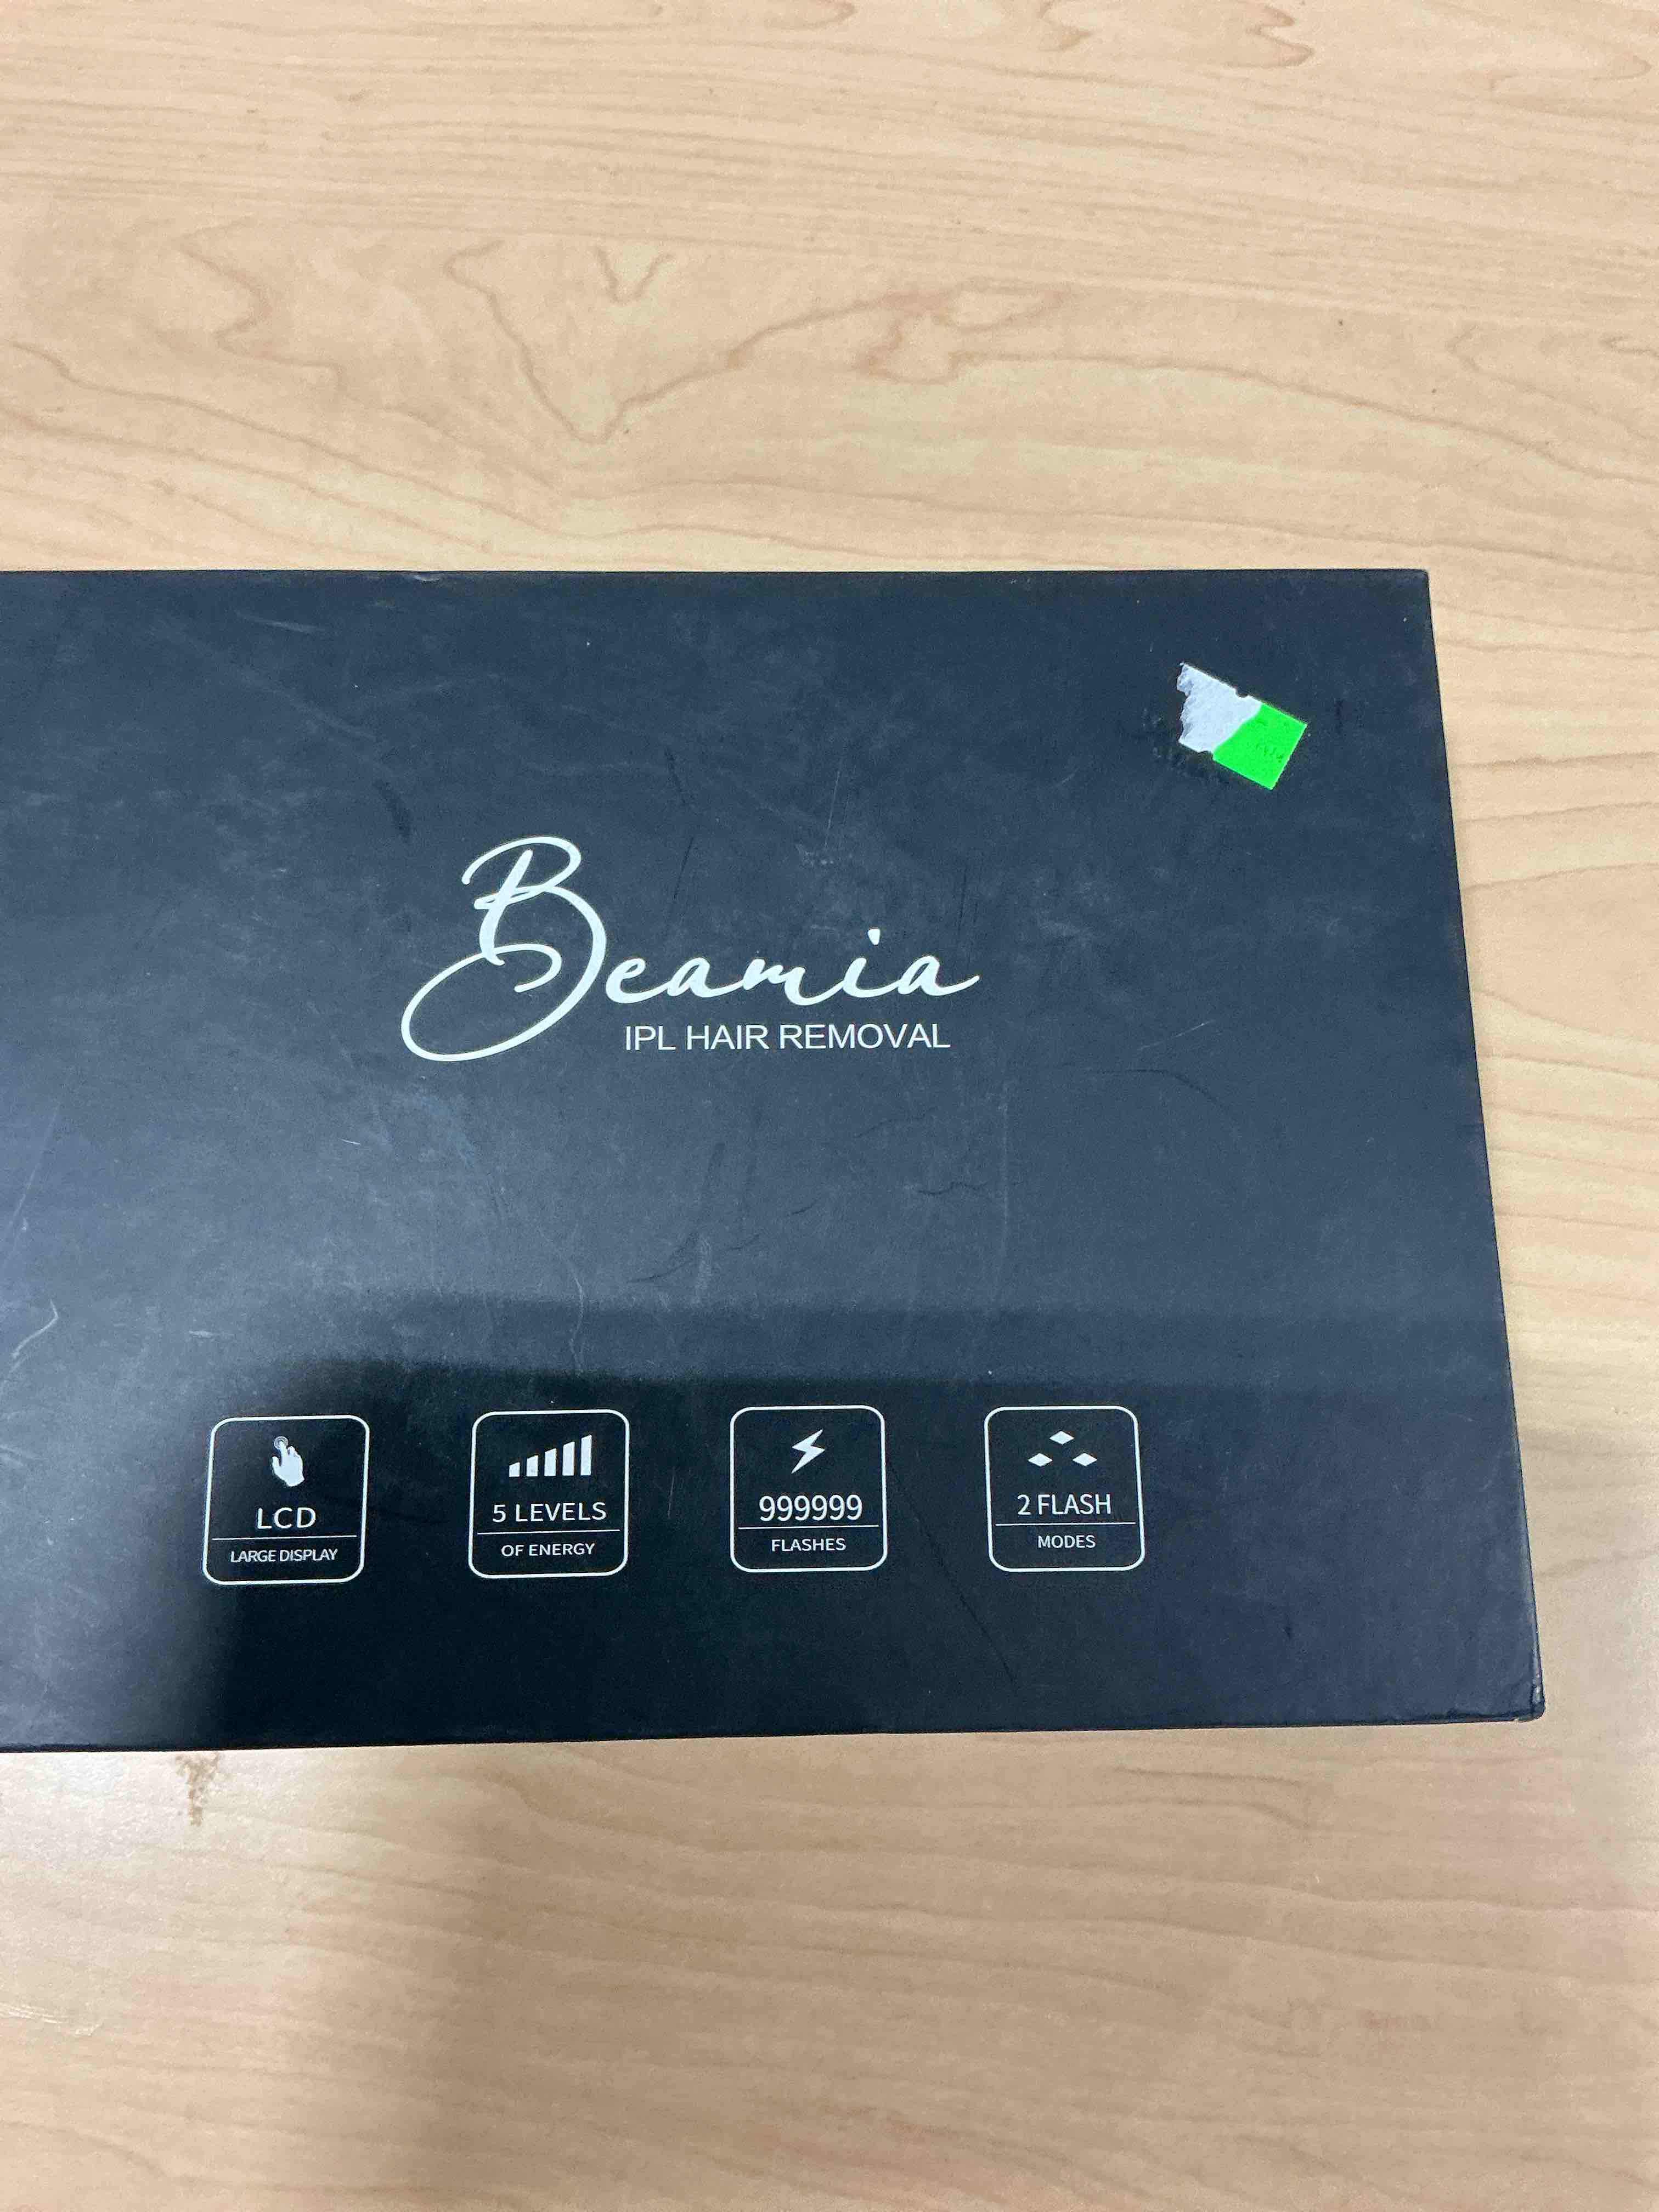 Beamia
IPL HAIR REMOVAL
LCD
LARGE DISPLAY
5 LEVELS
OF ENERGY
999999
FLASHES
2 FLASH
MODES